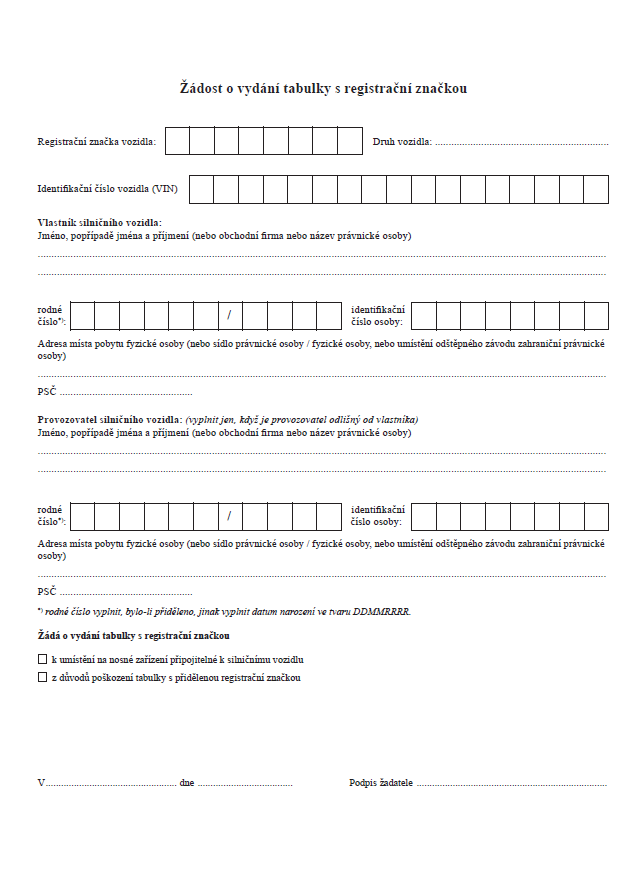 Žádost o vydání tabulky s registrační značkou
Registrační značka vozidla: Druh vozidla: ................................................................
Identifikační číslo vozidla (VIN)
Vlastník silničního vozidla:
Jméno, popřípadě jména a příjmení (nebo obchodní firma nebo název právnické osoby)
rodné číslo*): / identifikační číslo osoby:
Adresa místa pobytu fyzické osoby (nebo sídlo právnické osoby / fyzické osoby, nebo umístění odštěpného závodu zahraniční právnické
osoby)
PSČ .................................................
Provozovatel silničního vozidla: (vyplnit jen, když je provozovatel odlišný od vlastníka)
Jméno, popřípadě jména a příjmení (nebo obchodní firma nebo název právnické osoby)
rodné číslo*): / identifikační číslo osoby:
Adresa místa pobytu fyzické osoby (nebo sídlo právnické osoby / fyzické osoby, nebo umístění odštěpného závodu zahraniční právnické
osoby)
PSČ .................................................
*) rodné číslo vyplnit, bylo-li přiděleno, jinak vyplnit datum narození ve tvaru DDMMRRRR.
Žádá o vydání tabulky s registrační značkou
k umístění na nosné zařízení připojitelné k silničnímu vozidlu
z důvodů poškození tabulky s přidělenou registrační značkou
V................................................. dne ................................... Podpis žadatele ......................................................................